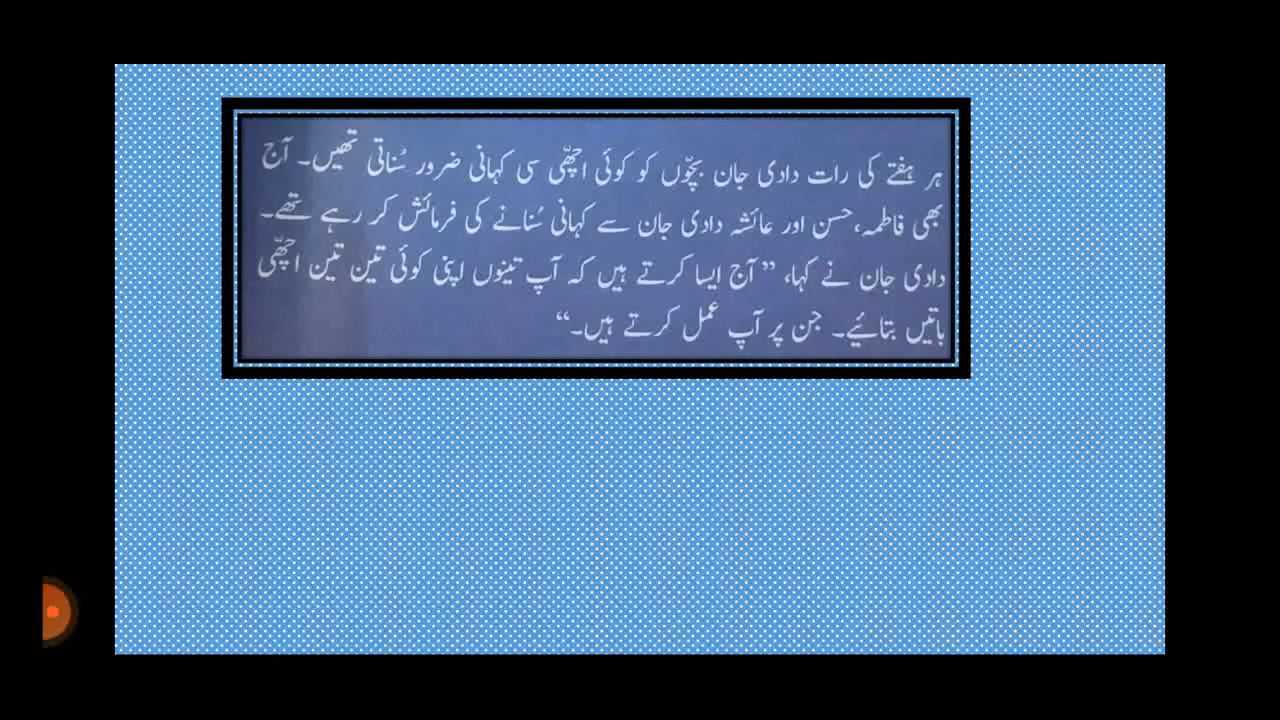 ہر ہفتے کی رات دادی جان بچّوں کو کوئی اچھّی سی کہانی ضرور سُناتی تھیں۔ آج
بھی فاطمہ، حسن اور عائشہ دادی جان سے کہانی سُنانے کی فرمائش کر رہے تھے۔
دادی جان نے کہا، ”آج ایسا کرتے ہیں کہ آپ تینوں اپنی کوئی تین تین اچھّی
باتیں بتائیے۔ جن پر آپ عمل کرتے ہیں۔“